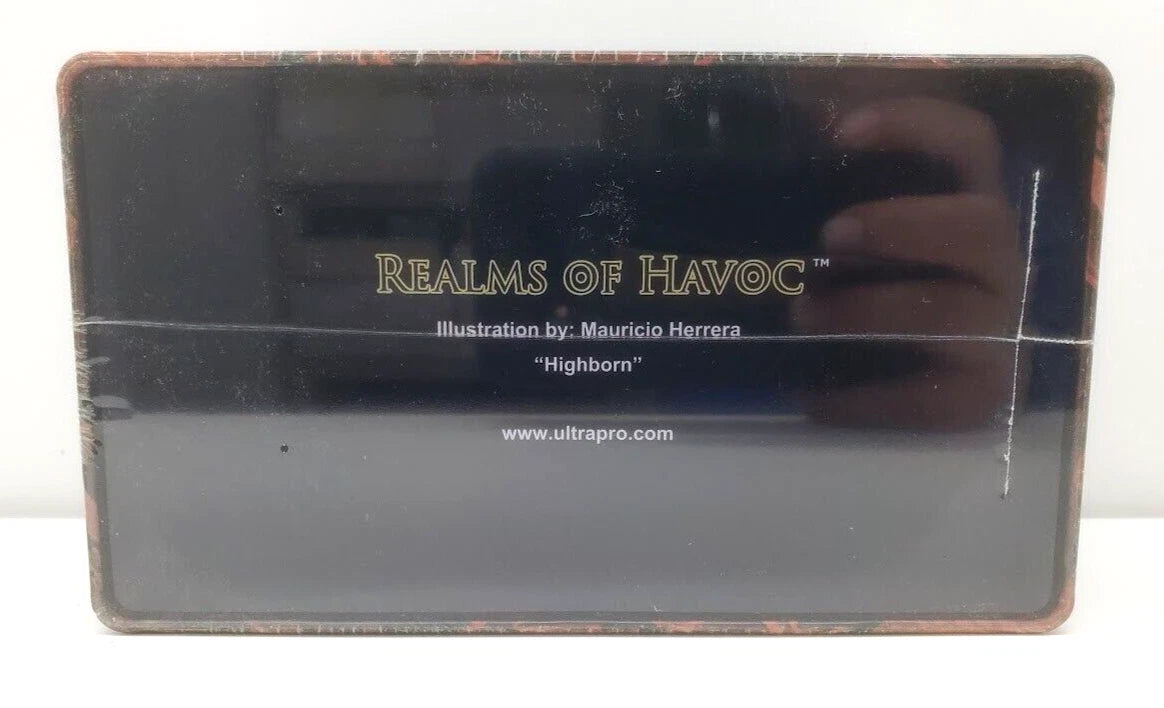 REALMS OF HAVOC™
Illustration by: Mauricio Herrera
“Highborn”
www.ultrapro.com